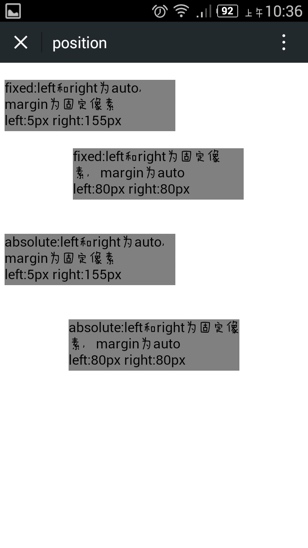 92 上午 10:36
position
fixed:left和right为auto,
margin为固定像素
left:5px right:155px
fixed:left和right为固定像
素, margin为auto
left:80px right:80px
absolute:left和right为auto,
margin为固定像素
left:5px right:155px
absolute:left和right为固定像
素, margin为auto
left:80px right:80px